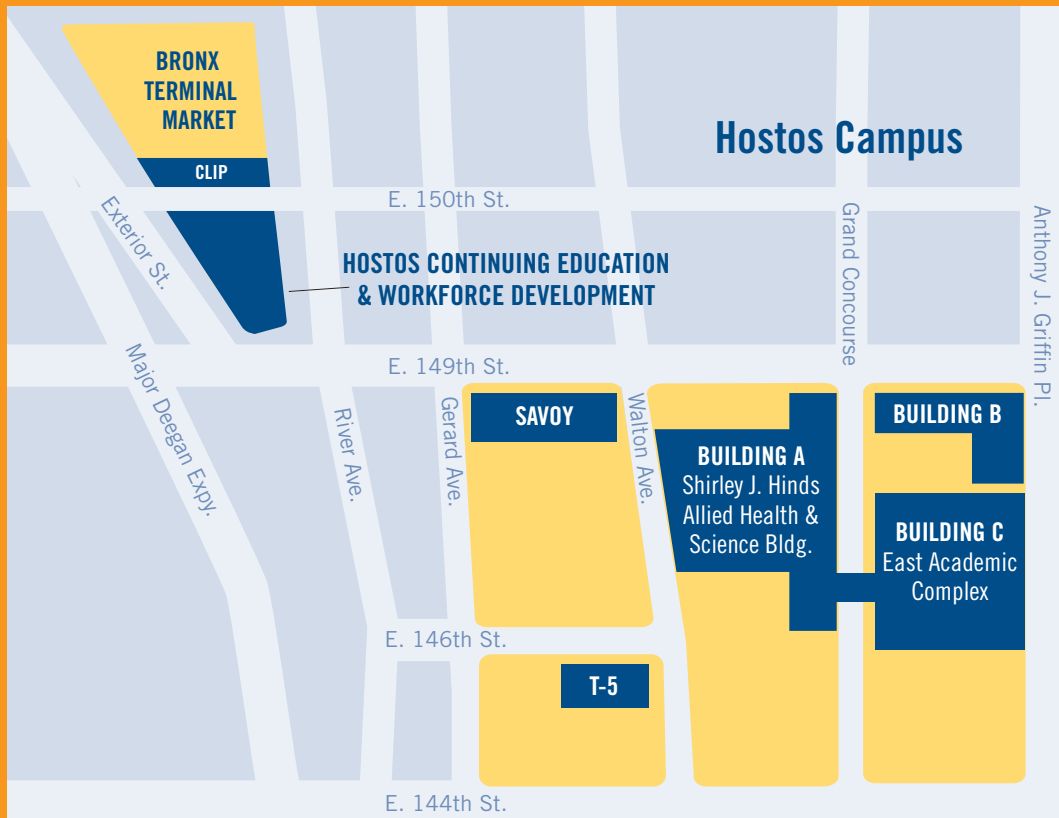 BRONX
TERMINAL
MARKET
Hostos Campus
CLIP
E. 150th St.
Exterior St.
Grand Concourse
Anthony J. Griffin Pl.
HOSTOS CONTINUING EDUCATION
& WORKFORCE DEVELOPMENT
E. 149th St.
Major Deegan Expy.
River Ave.
Gerard Ave.
SAVOY
Walton Ave.
BUILDING A
Shirley J. Hinds
Allied Health &
Science Bldg.
BUILDING B
BUILDING C
East Academic
Complex
E. 146th St.
T-5
E. 144th St.